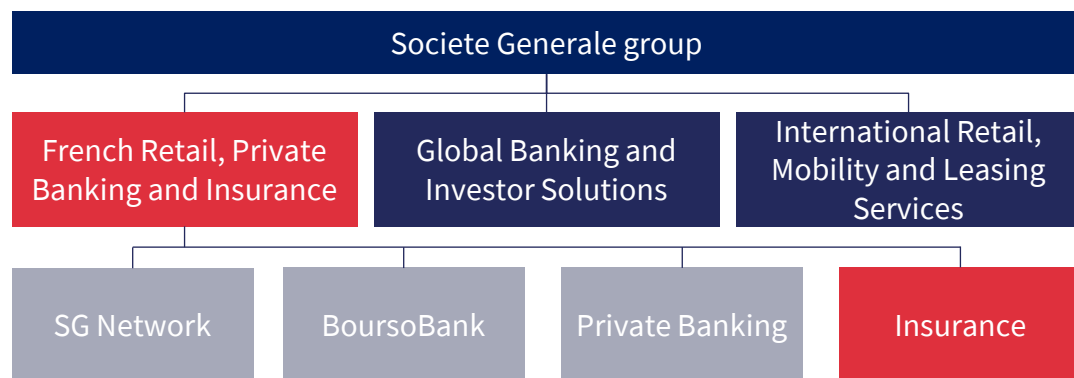 Societe Generale group
French Retail, Private
Banking and Insurance
Global Banking and
Investor Solutions
International Retail,
Mobility and Leasing
Services
SG Network
BoursoBank
Private Banking
Insurance